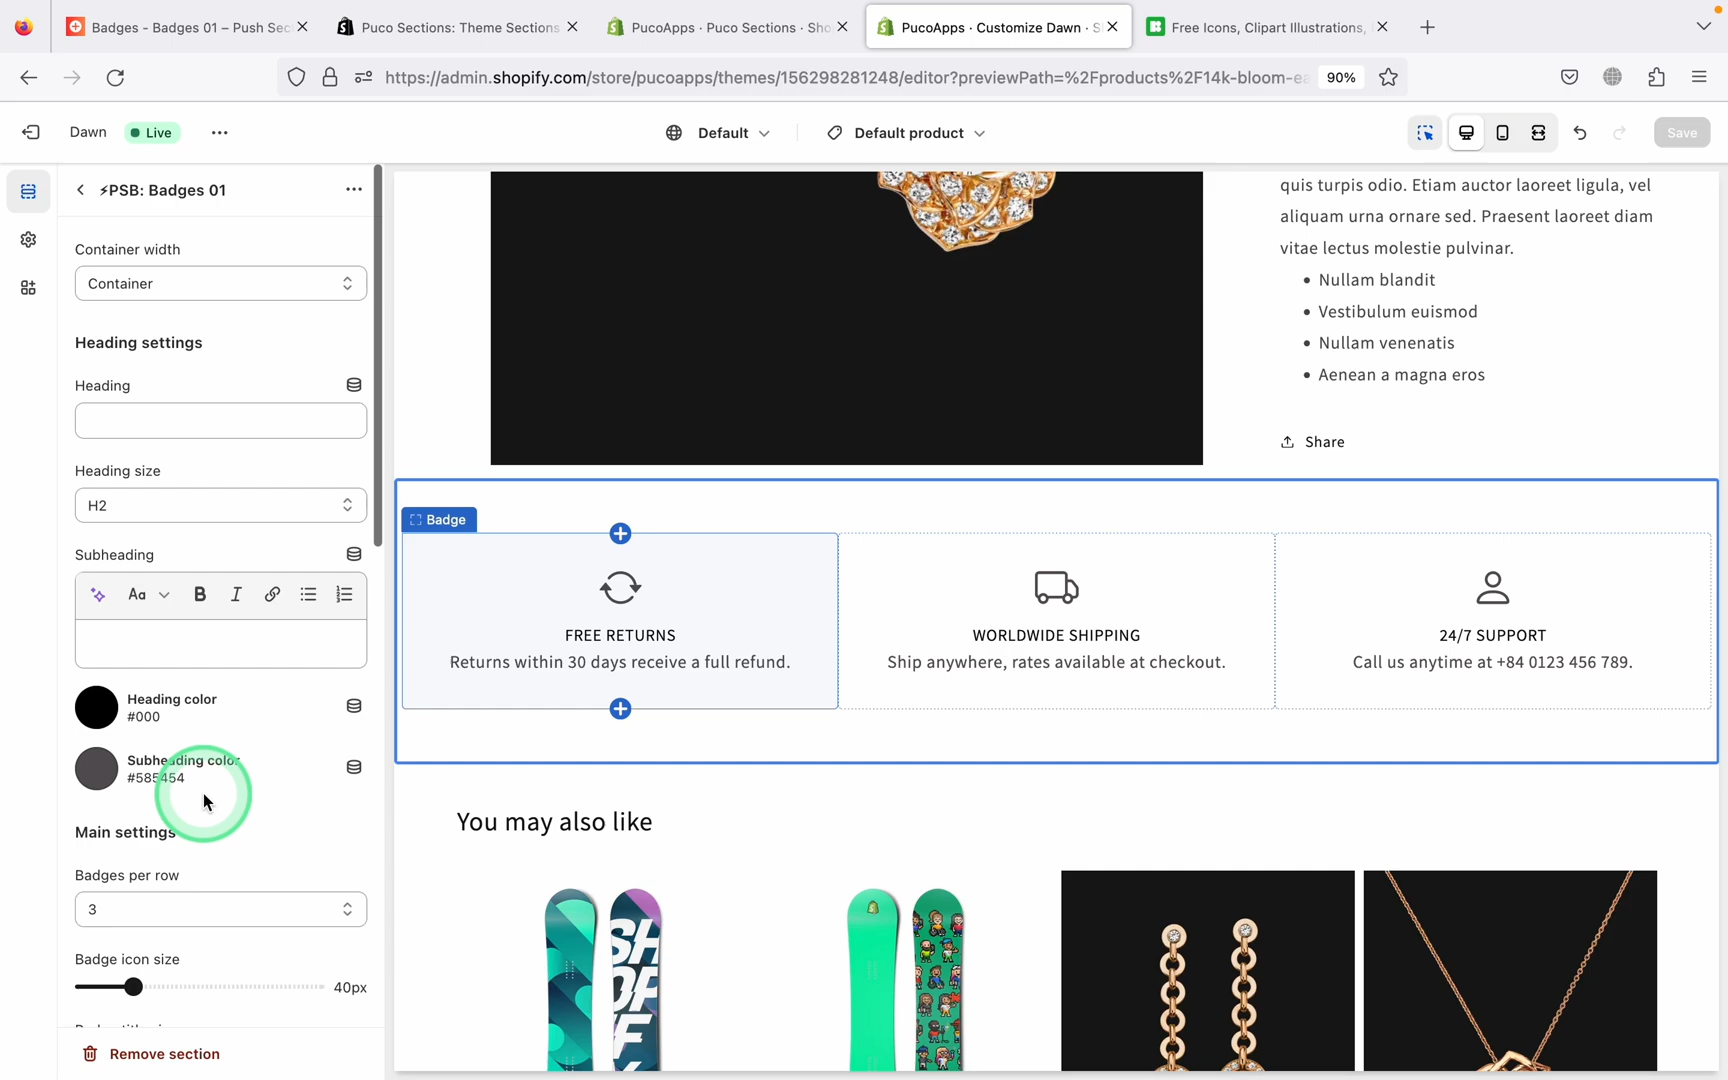 Badges - Badges 01 – Push Sec
Puco Sections: Theme Sections
PucoApps · Puco Sections · Sho
PucoApps · Customize Dawn · S
Free Icons, Clipart Illustrations,
https://admin.shopify.com/store/pucoapps/themes/156298281248/editor?previewPath=%2Fproducts%2F14k-bloom-ea
90%
Dawn
Live
Default
Default product
Save
⚡PSB: Badges 01
Container width
Container
Heading settings
Heading
Heading size
H2
Subheading
Aa
B
I
Heading color
#000
Subheading color
#585454
Main settings
Badges per row
3
Badge icon size
40px
Remove section
quis turpis odio. Etiam auctor laoreet ligula, vel
aliquam urna ornare sed. Praesent laoreet diam
vitae lectus molestie pulvinar.
• Nullam blandit
• Vestibulum euismod
• Nullam venenatis
• Aenean a magna eros
Share
Badge
FREE RETURNS
Returns within 30 days receive a full refund.
WORLDWIDE SHIPPING
Ship anywhere, rates available at checkout.
24/7 SUPPORT
Call us anytime at +84 0123 456 789.
You may also like